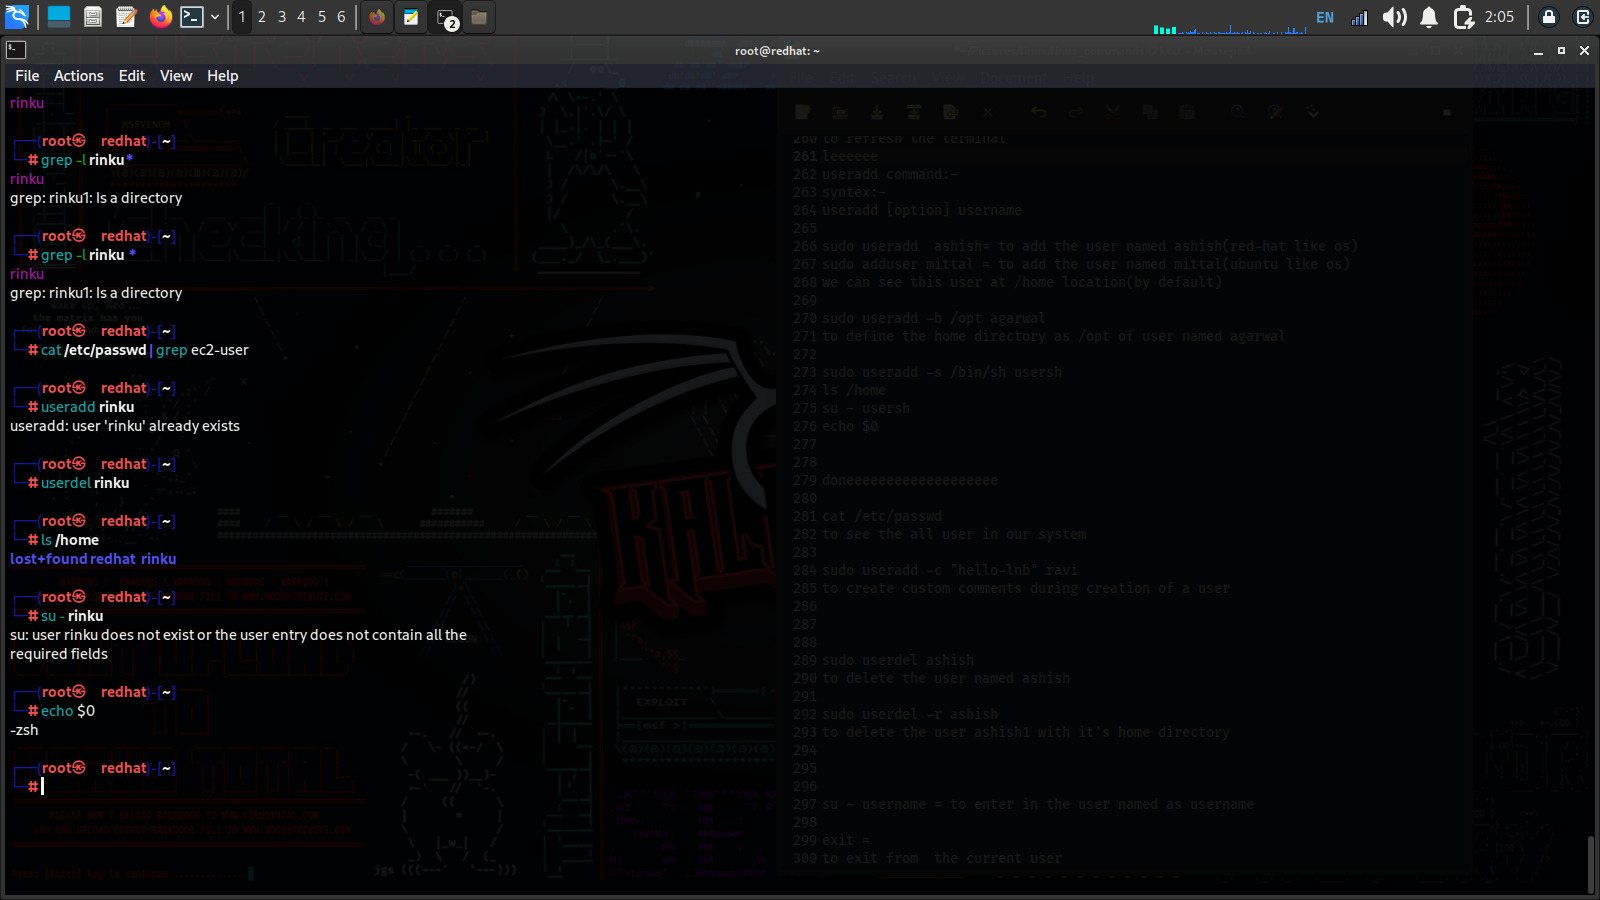 1 2 3 4 5 6
2
EN
2:05
root@redhat: ~
File Actions Edit View Help
rinku
(root㉿ redhat)-[~]
# grep -l rinku*
rinku
grep: rinku1: Is a directory
(root㉿ redhat)-[~]
# grep -l rinku *
rinku
grep: rinku1: Is a directory
(root㉿ redhat)-[~]
# cat /etc/passwd | grep ec2-user
(root㉿ redhat)-[~]
# useradd rinku
useradd: user 'rinku' already exists
(root㉿ redhat)-[~]
# userdel rinku
(root㉿ redhat)-[~]
# ls /home
lost+found redhat rinku
(root㉿ redhat)-[~]
# su - rinku
su: user rinku does not exist or the user entry does not contain all the
required fields
(root㉿ redhat)-[~]
# echo $0
-zsh
(root㉿ redhat)-[~]
#
260 to refresh the terminal
261 leeeeee
262 useradd command:-
263 syntex:-
264 useradd [option] username
265
266 sudo useradd  ashish= to add the user named ashish(red-hat like os)
267 sudo adduser mittal = to add the user named mittal(ubuntu like os)
268 we can see this user at /home location(by default)
269
270 sudo useradd -b /opt agarwal
271 to define the home directory as /opt of user named agarwal
272
273 sudo useradd -s /bin/sh usersh
274 ls /home
275 su - usersh
276 echo $0
277
278
279 doneeeeeeeeeeeeeeeeeee
280
281 cat /etc/passwd
282 to see the all user in our system
283
284 sudo useradd -c "hello-lnb" ravi
285 to create custom comments during creation of a user
286
287
288
289 sudo userdel ashish
290 to delete the user named ashish
291
292 sudo userdel -r ashish
293 to delete the user ashish1 with it's home directory
294
295
296
297 su - username = to enter in the user named as username
298
299 exit =
300 to exit from  the current user